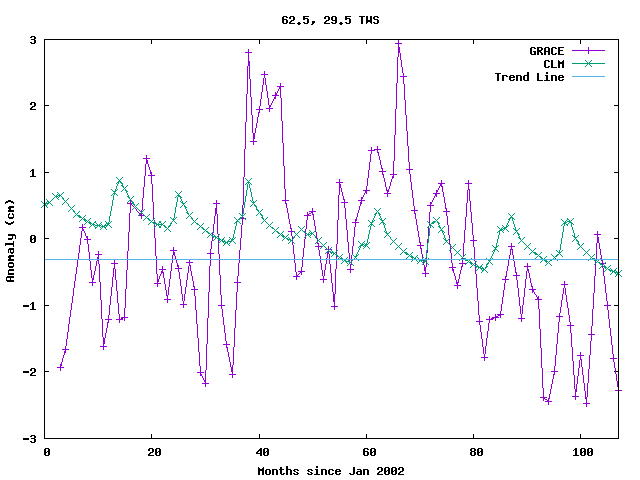 62.5, 29.5 TWS
GRACE
CLM
Trend Line
3
2
1
0
-1
-2
-3
Anomaly (cm)
0 20 40 60 80 100
Months since Jan 2002